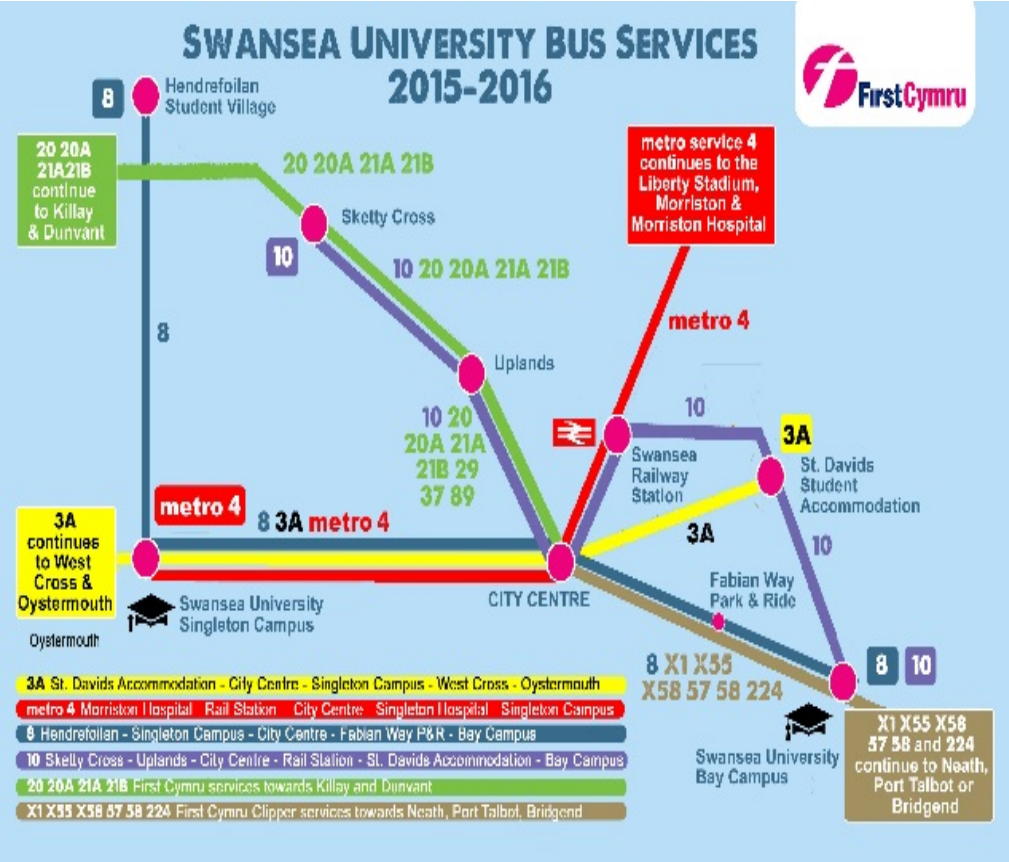 SWANSEA UNIVERSITY BUS SERVICES
2015-2016
FirstCymru
8
Hendrefoilan
Student Village
20 20A
21A21B
continue
to Killay
& Dunvant
20 20A 21A 21B
Sketty Cross
10
10 20 20A 21A 21B
metro service 4
continues to the
Liberty Stadium,
Morriston &
Morriston Hospital
metro 4
8
Uplands
10 20
20A 21A
21B 29
37 89
10
3A
Swansea
Railway
Station
St. Davids
Student
Accommodation
3A
10
metro 4
8 3A metro 4
3A
continues
to West
Cross &
Oystermouth
Oystermouth
Swansea University
Singleton Campus
CITY CENTRE
Fabian Way
Park & Ride
8 X1 X55
X58 57 58 224
8
10
Swansea University
Bay Campus
X1 X55 X58
57 58 and 224
continue to Neath,
Port Talbot or
Bridgend
3A St. Davids Accommodation - City Centre - Singleton Campus - West Cross - Oystermouth
metro 4 Morriston Hospital Rail Station City Centre Singleton Hospital Singleton Campus
8 Hendrefoilan - Singleton Campus - City Centre - Fabian Way P&R - Bay Campus
10 Sketty Cross - Uplands - City Centre - Rail Station - St. Davids Accommodation - Bay Campus
20 20A 21A 21B First Cymru services towards Killay and Dunvant
X1 X55 X58 57 58 224 First Cymru Clipper services towards Neath, Port Talbot, Bridgend